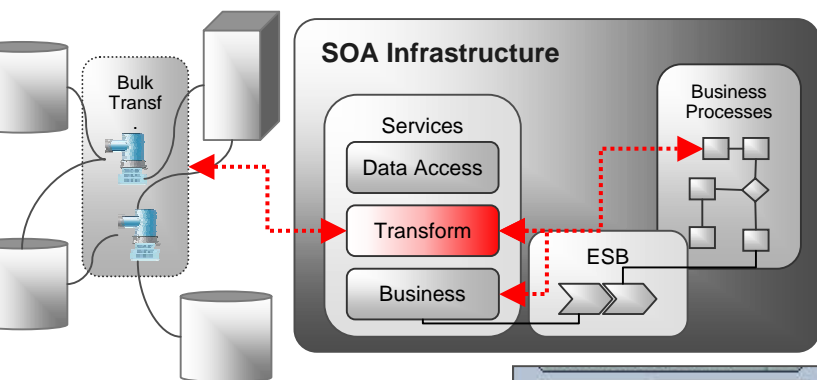 SOA Infrastructure
Bulk
Transf
Services
Data Access
Transform
Business
ESB
Business
Processes